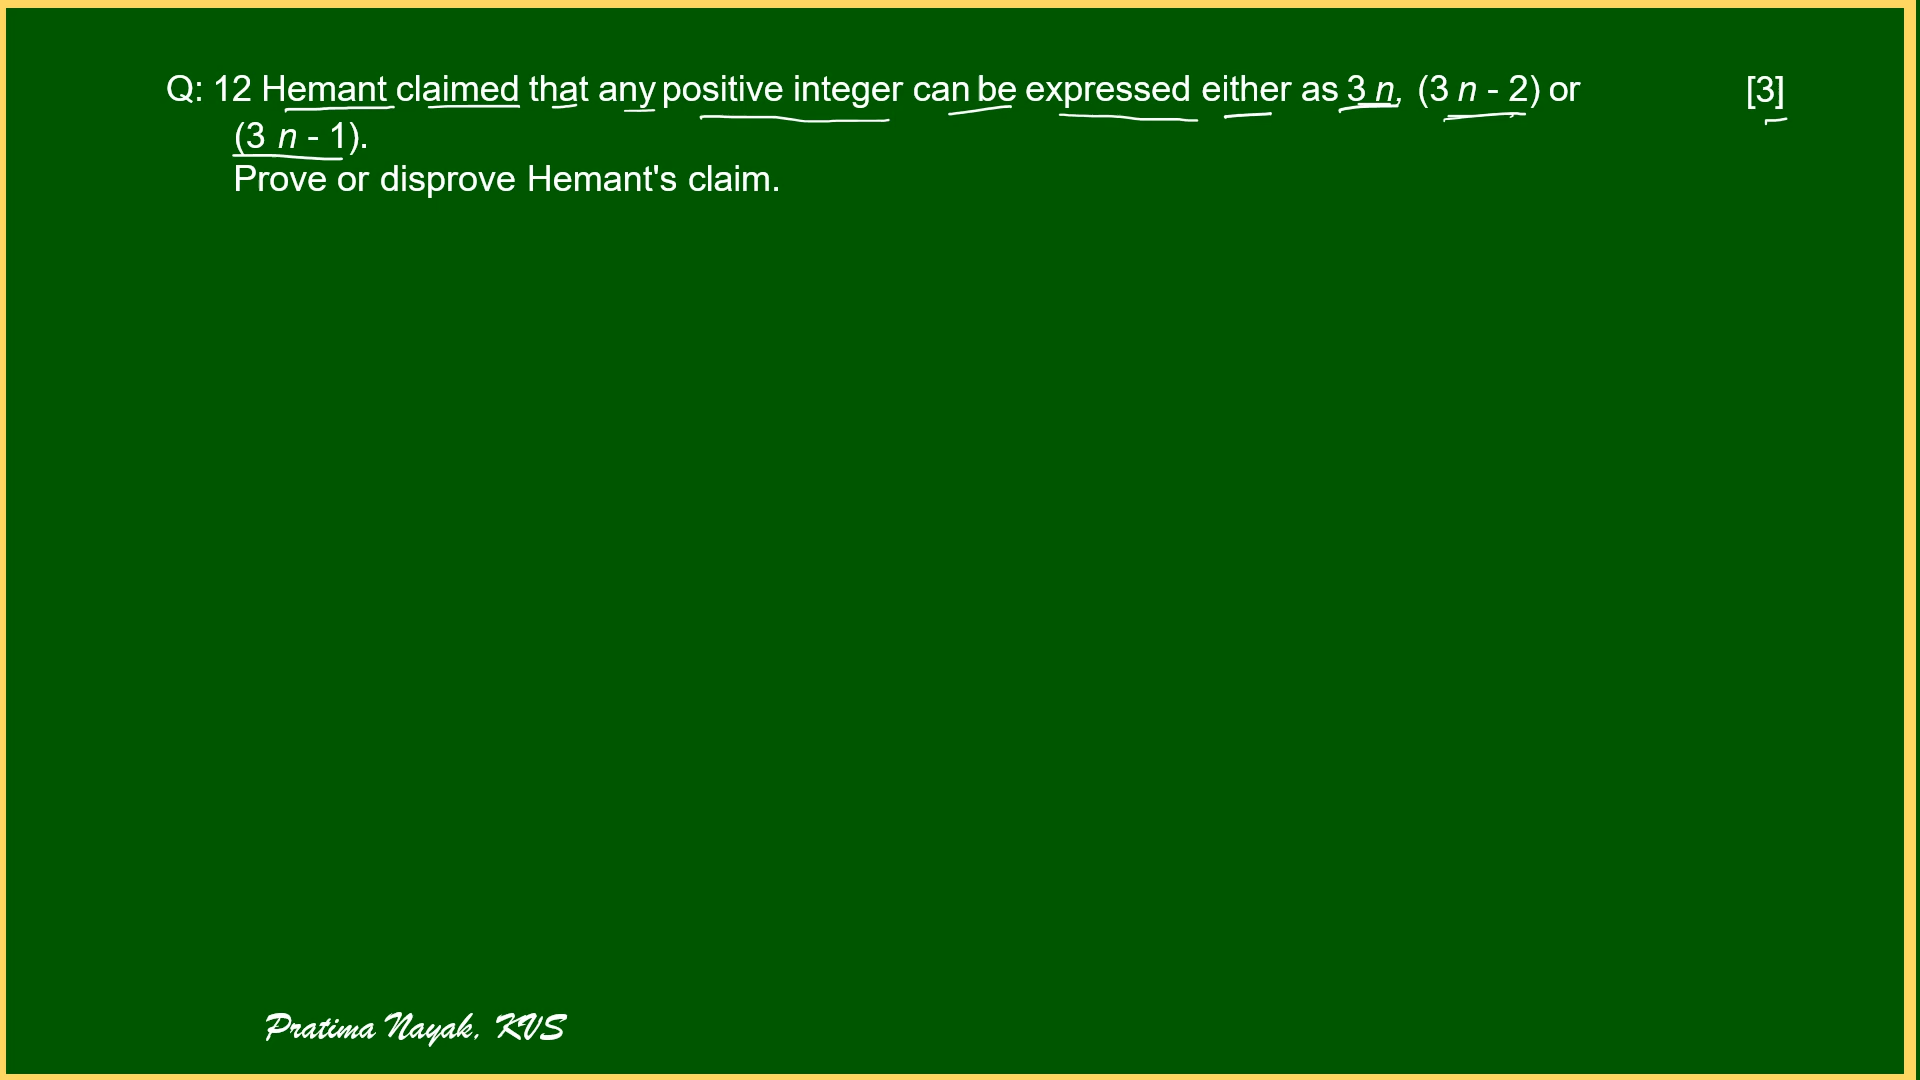 Q: 12 Hemant claimed that any positive integer can be expressed either as 3 n, (3 n - 2) or [3]
(3 n - 1).
Prove or disprove Hemant's claim.
Pratima Nayak, KVS